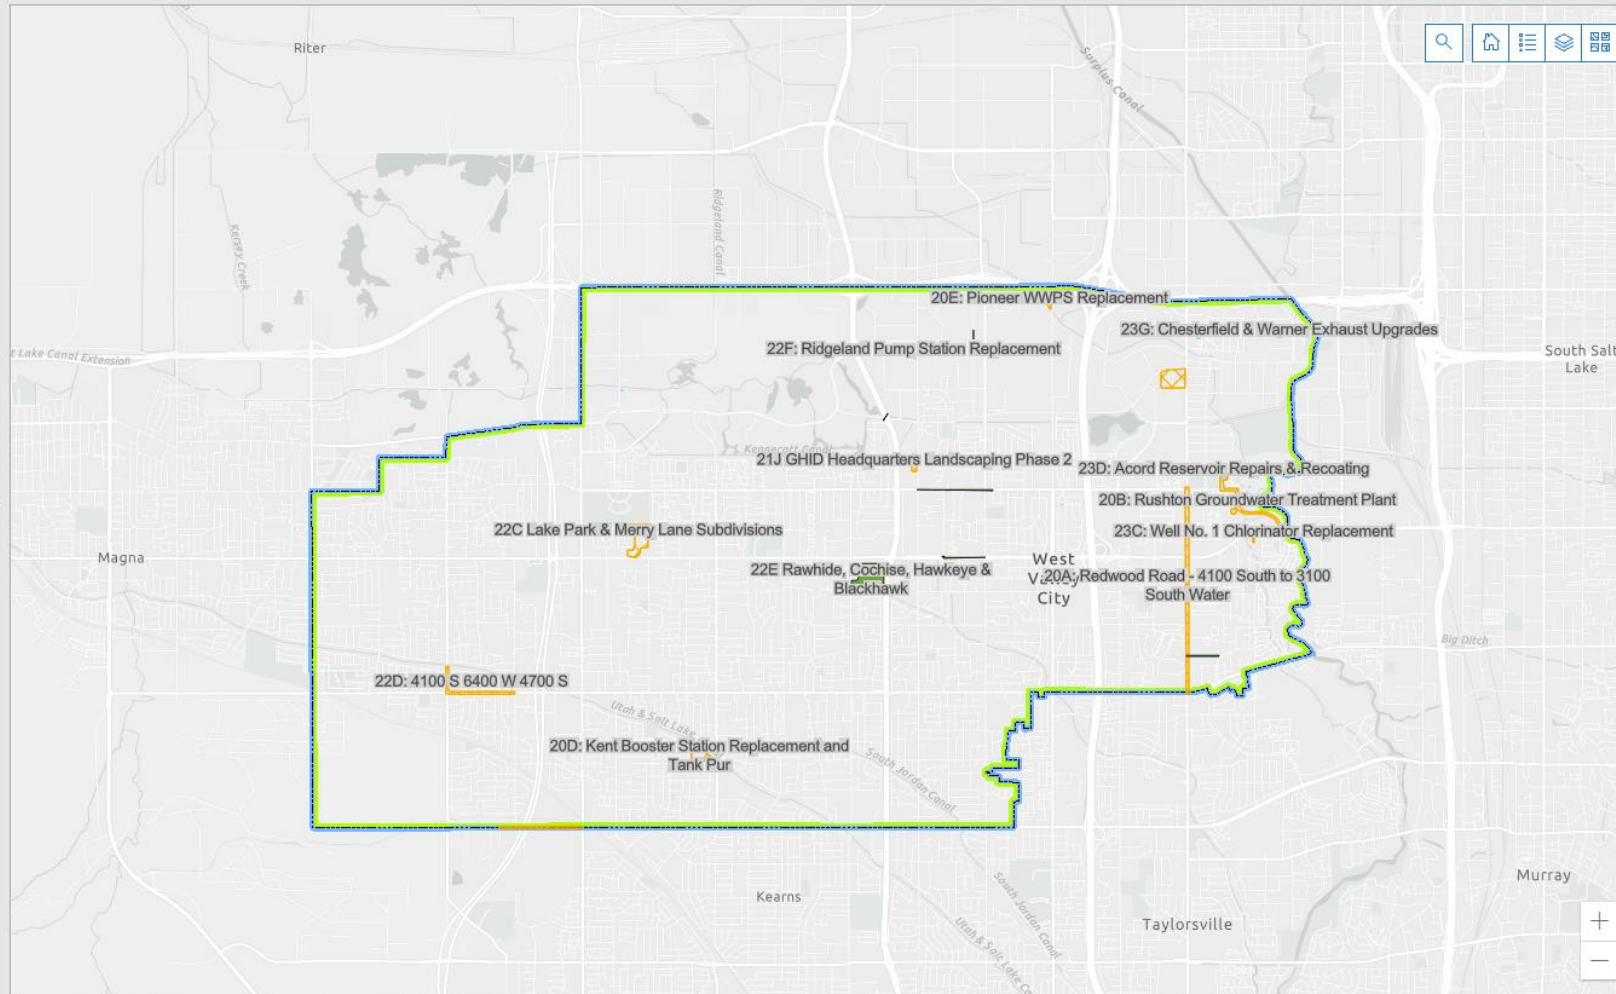 Riter
Surplus Canal
Kersey Creek
Ridgeland Canal
20E: Pioneer WWPS Replacement
23G: Chesterfield & Warner Exhaust Upgrades
22F: Ridgeland Pump Station Replacement
t Lake Canal Extension
South Salt
Lake
Kennecott Canal
21J GHID Headquarters Landscaping Phase 2
23D: Acord Reservoir Repairs & Recoating
20B: Rushton Groundwater Treatment Plant
22C Lake Park & Merry Lane Subdivisions
23C: Well No. 1 Chlorinator Replacement
Magna
West
Valley
City
22E Rawhide, Cochise, Hawkeye &
Blackhawk
20A: Redwood Road - 4100 South to 3100
South Water
Big Ditch
22D: 4100 S 6400 W 4700 S
Utah & Salt Lake
20D: Kent Booster Station Replacement and
Tank Pur
South Jordan Canal
Kearns
South Jordan Canal
Utah & Salt Lake C
Murray
Taylorsville